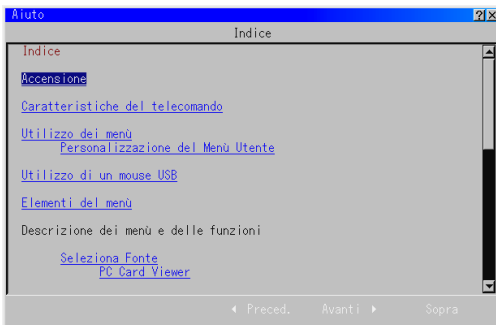 Aiuto
Indice
Indice
Accensione
Caratteristiche del telecomando
Utilizzo dei menù
Personalizzazione del Menù Utente
Utilizzo di un mouse USB
Elementi del menù
Descrizione dei menù e delle funzioni
Seleziona Fonte
PC Card Viewer
Preced. Avanti Sopra